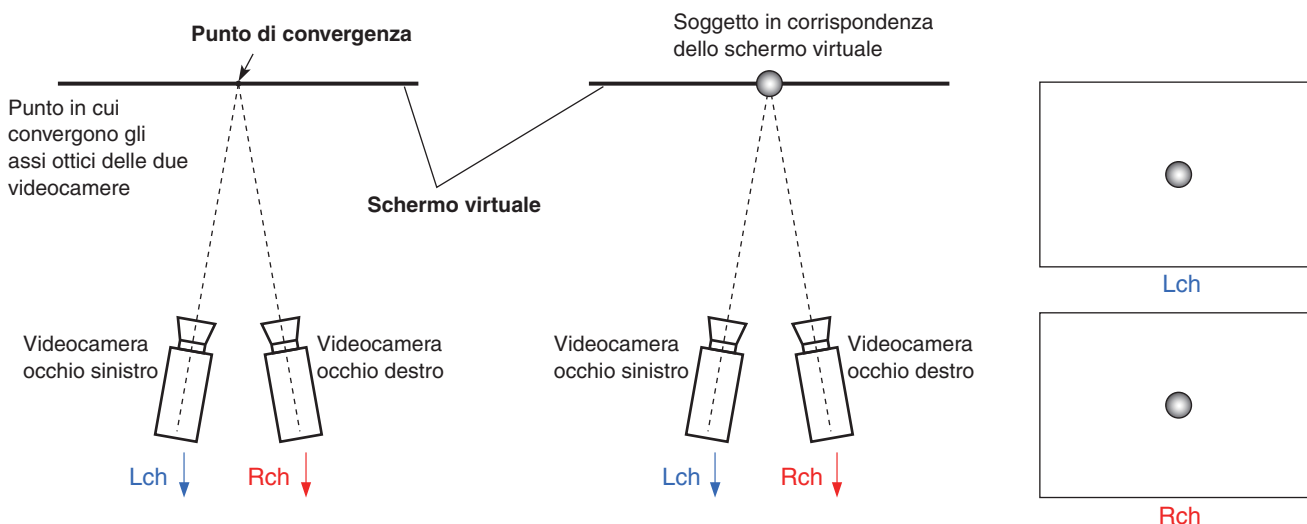 Punto di convergenza
Punto in cui
convergono gli
assi ottici delle due
videocamere
Schermo virtuale
Videocamera
occhio sinistro
Videocamera
occhio destro
Lch
Rch
Soggetto in corrispondenza
dello schermo virtuale
Videocamera
occhio sinistro
Videocamera
occhio destro
Lch
Rch
Lch
Rch